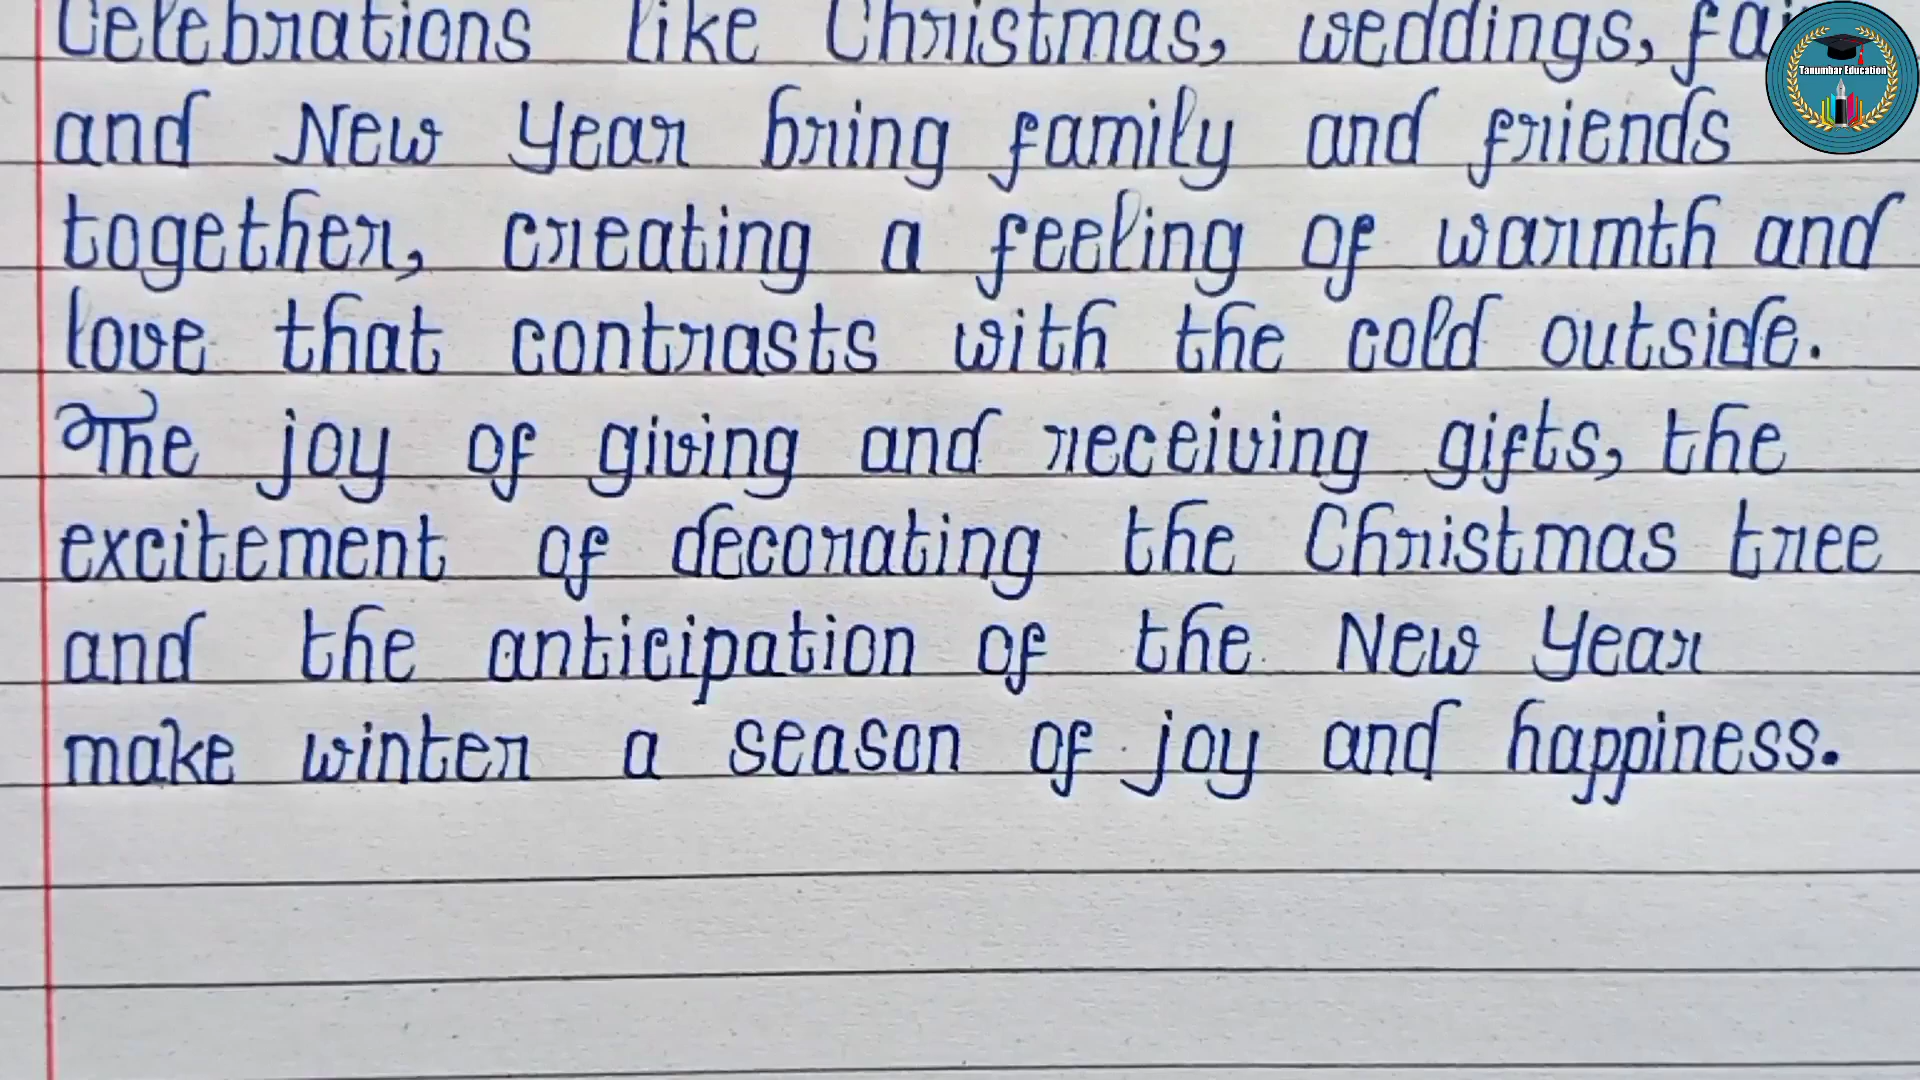 Celebrations like Christmas, weddings,
and New Year bring family and friends
together, creating a feeling of warmth and
love that contrasts with the cold outside.
The joy of giving and receiving gifts, the
excitement of decorating the Christmas tree
and the anticipation of the New Year
make winter a season of joy and happiness.
Tanumbar Education